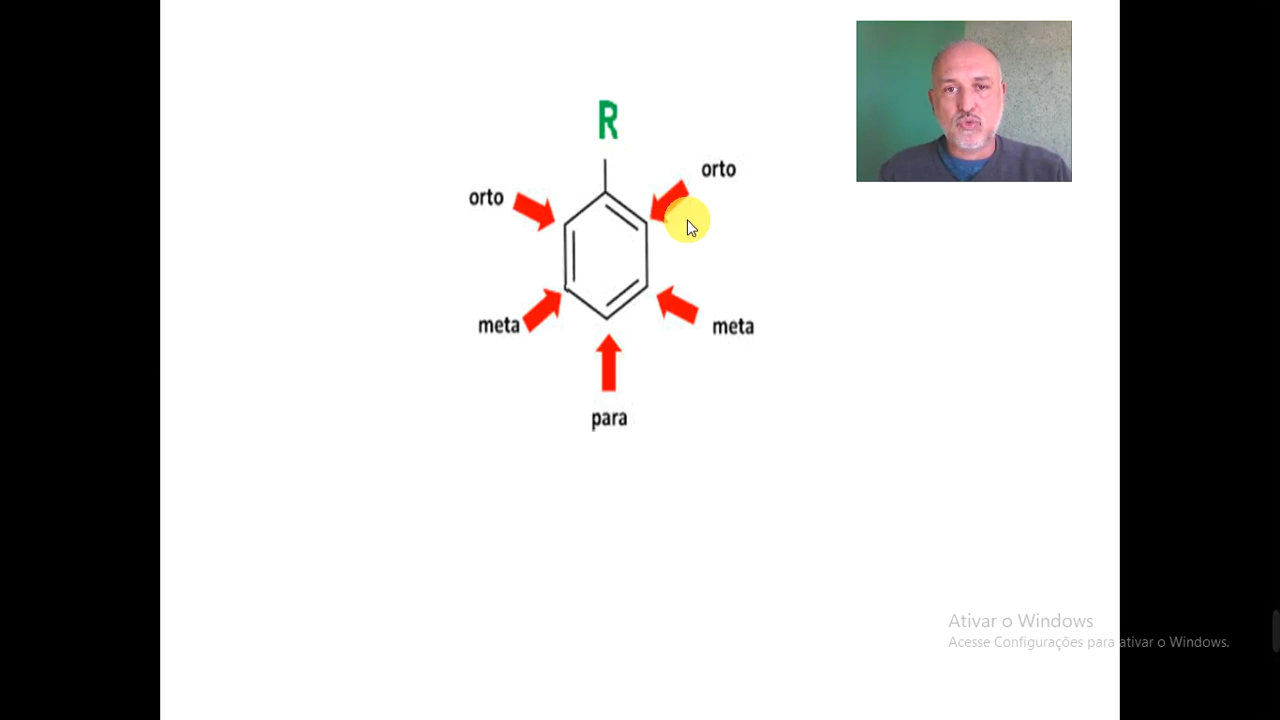 R
orto
orto
meta
meta
para
Ativar o Windows
Acesse Configurações para ativar o Windows.